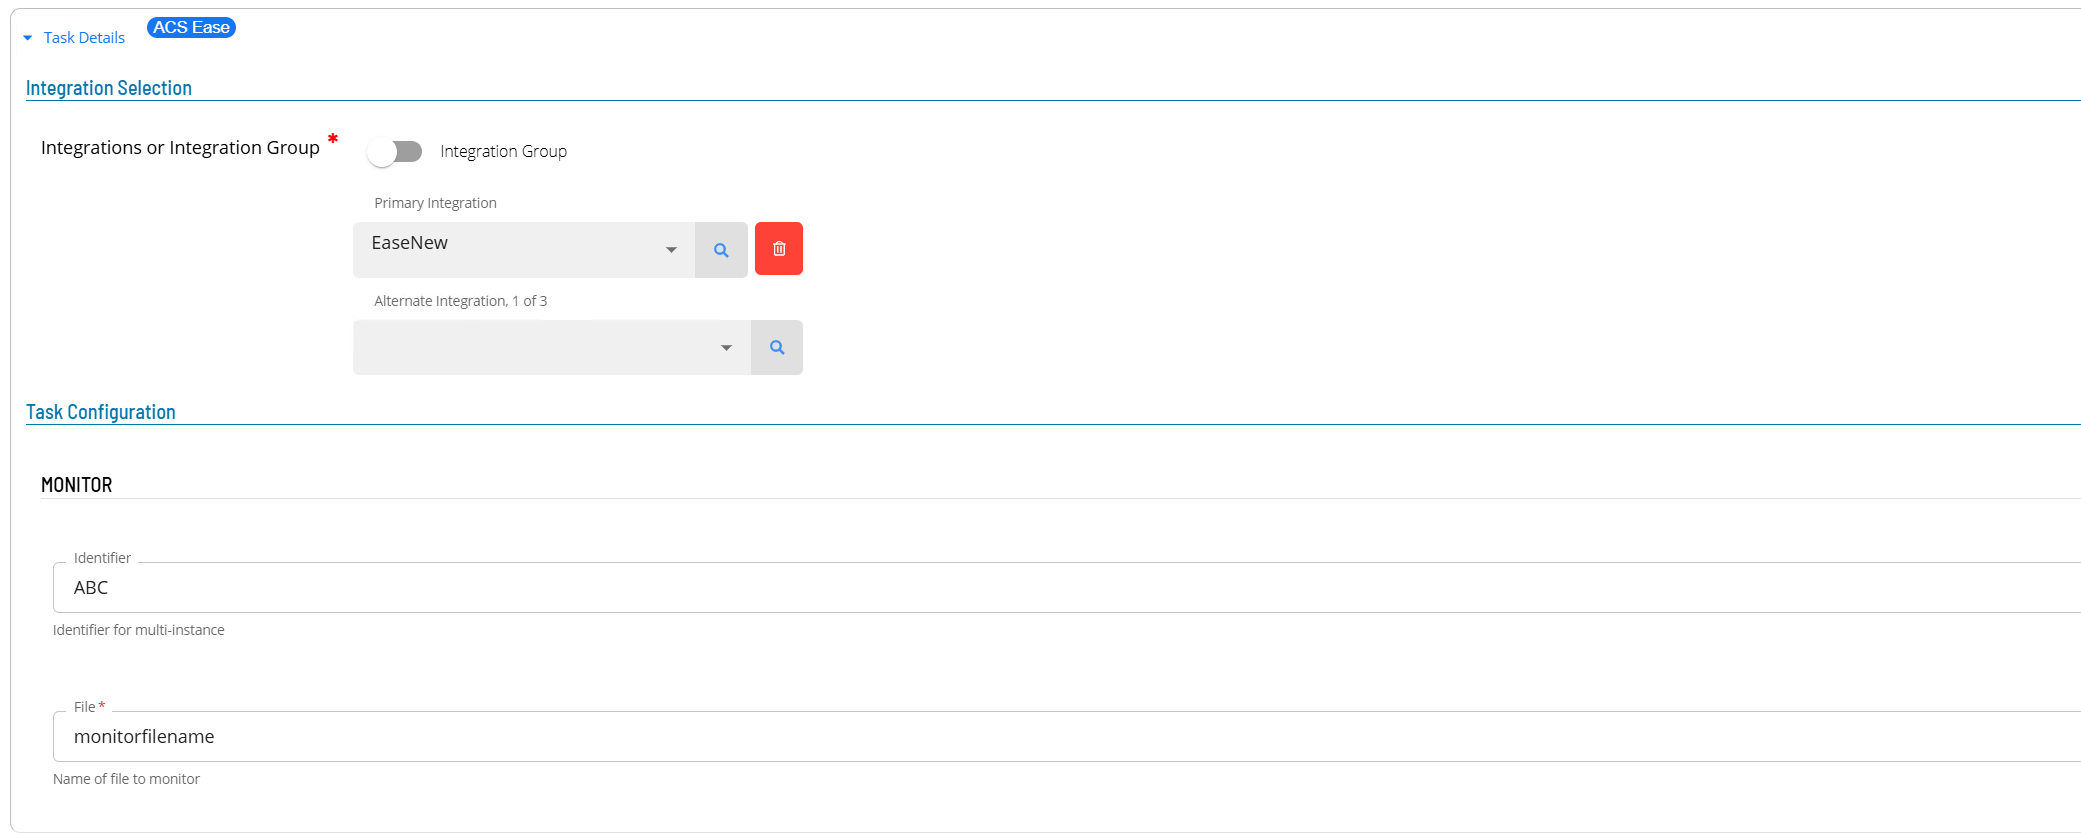 Task Details
ACS Ease
Integration Selection
Integrations or Integration Group *
Integration Group
Primary Integration
EaseNew
Alternate Integration, 1 of 3
Task Configuration
MONITOR
Identifier
ABC
Identifier for multi-instance
File *
monitorfilename
Name of file to monitor